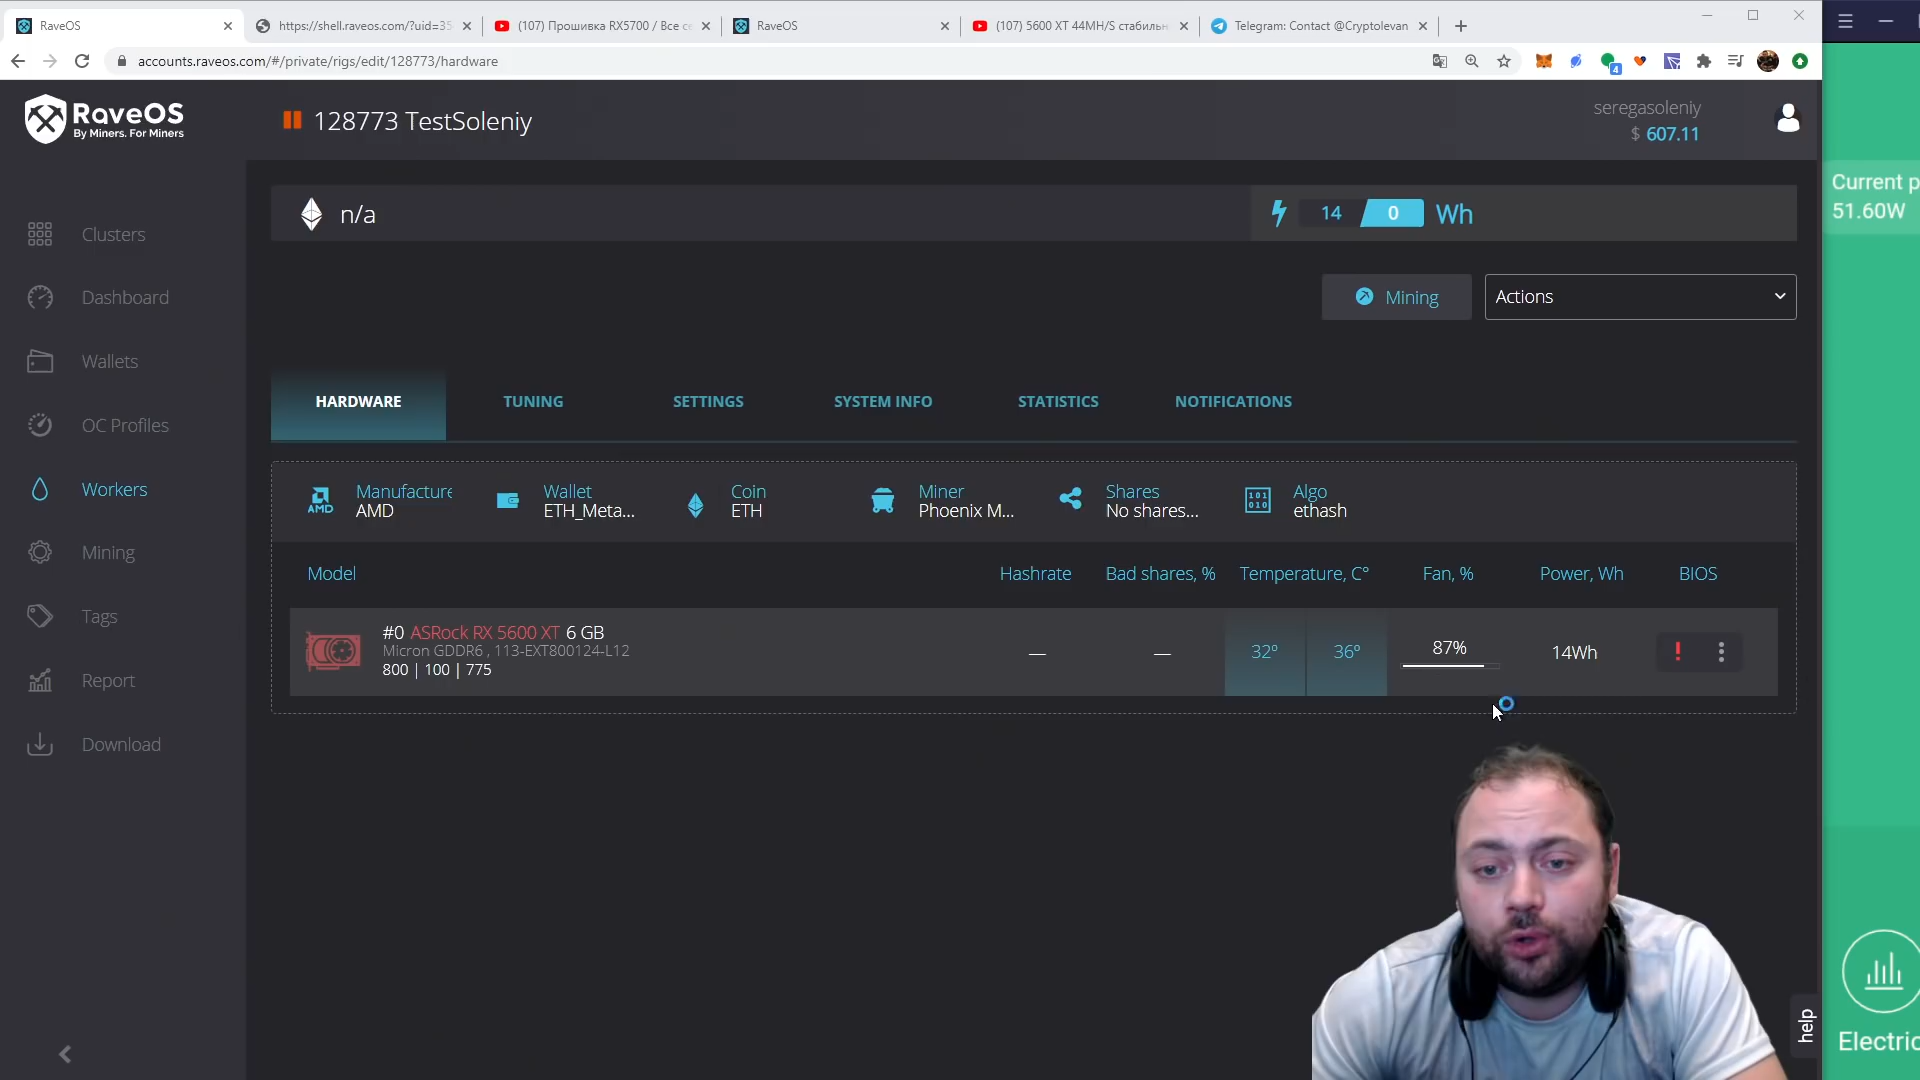 RaveOS
https://shell.raveos.com/?uid=35
(107) Прошивка RX5700 / Все се
RaveOS
(107) 5600 XT 44MH/S стабильн
Telegram: Contact @Cryptolevan
accounts.raveos.com/#/private/rigs/edit/128773/hardware
4
RaveOS
By Miners. For Miners
128773 TestSoleniy
seregasoleniy
$ 607.11
n/a
14 0 Wh
Current p
51.60W
Mining
Actions
Clusters
Dashboard
Wallets
OC Profiles
Workers
Mining
Tags
Report
Download
HARDWARE
TUNING
SETTINGS
SYSTEM INFO
STATISTICS
NOTIFICATIONS
AMD
Manufacture
AMD
Wallet
ETH_Meta...
Coin
ETH
Miner
Phoenix M...
Shares
No shares...
101
010
Algo
ethash
Model Hashrate Bad shares, % Temperature, C° Fan, % Power, Wh BIOS
#0 ASRock RX 5600 XT 6 GB
Micron GDDR6 , 113-EXT800124-L12
800 | 100 | 775
— — 32° 36° 87% 14Wh !
help
Electric